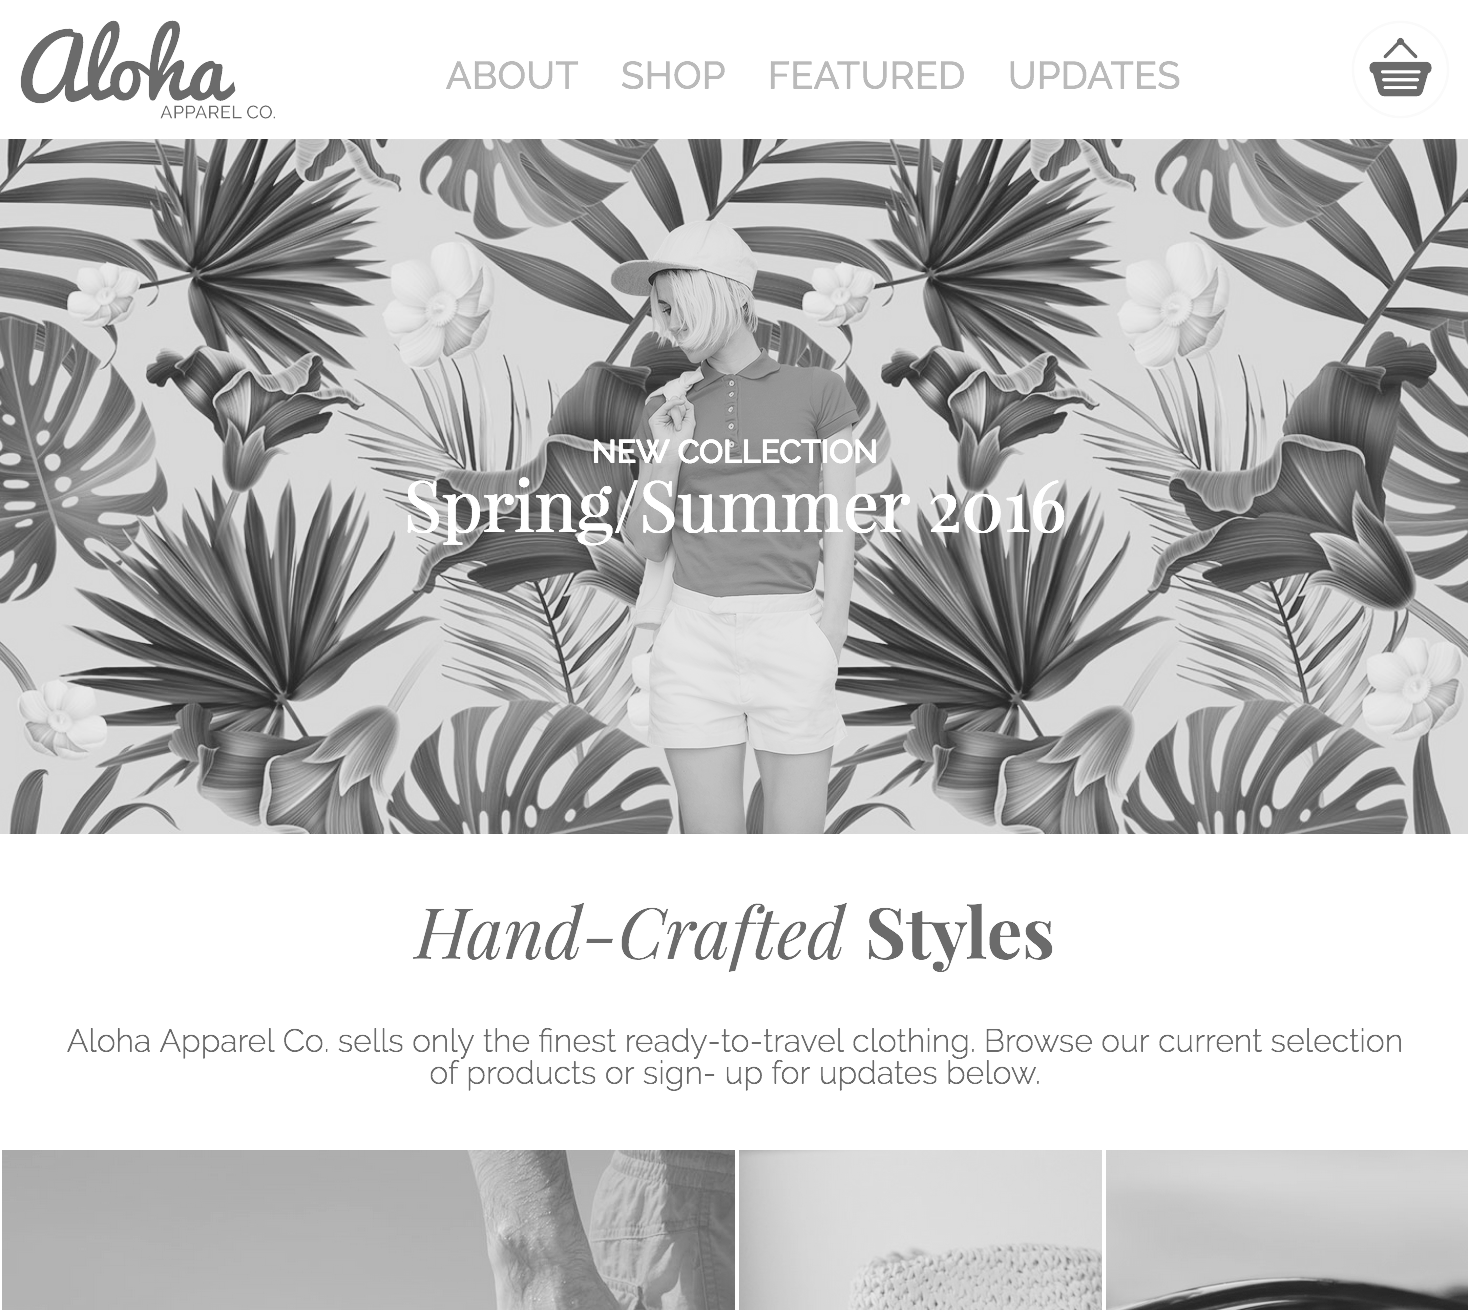 Aloha
APPAREL CO.
ABOUT SHOP FEATURED UPDATES
NEW COLLECTION
Spring/Summer 2016
Hand-Crafted Styles
Aloha Apparel Co. sells only the finest ready-to-travel clothing. Browse our current selection
of products or sign- up for updates below.